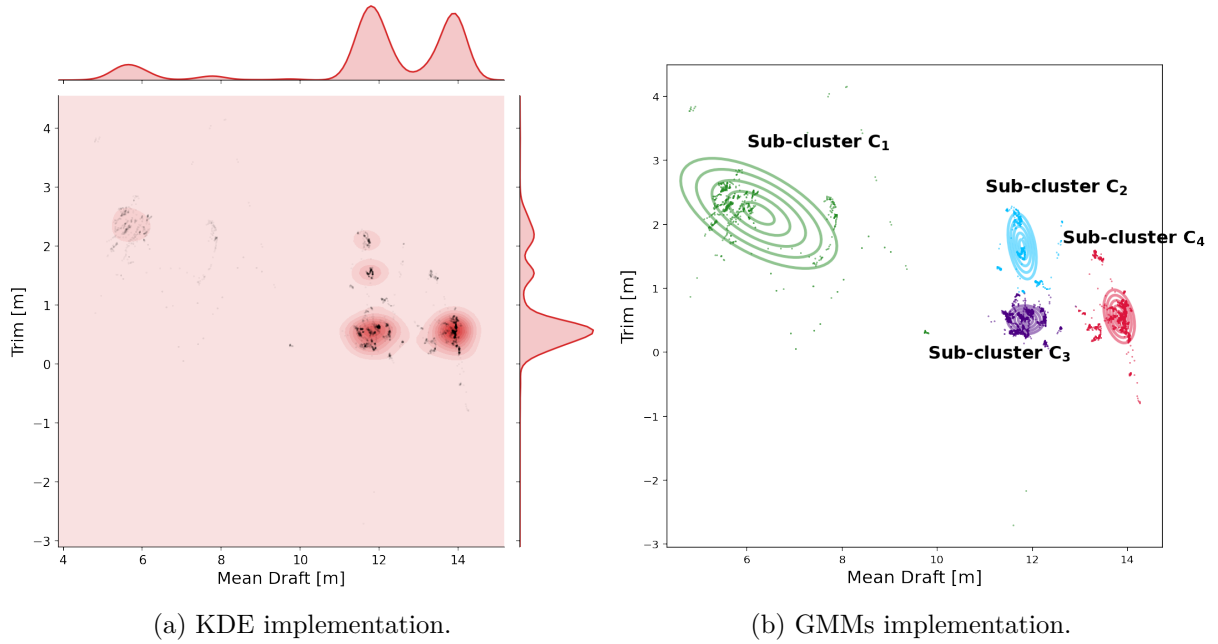 4
3
2
1
0
−1
−2
−3
Trim [m]
4
6
8
10
12
14
Mean Draft [m]
(a) KDE implementation.
4
3
2
1
0
−1
−2
−3
Trim [m]
Sub-cluster C1
Sub-cluster C2
Sub-cluster C4
Sub-cluster C3
6
8
10
12
14
Mean Draft [m]
(b) GMMs implementation.